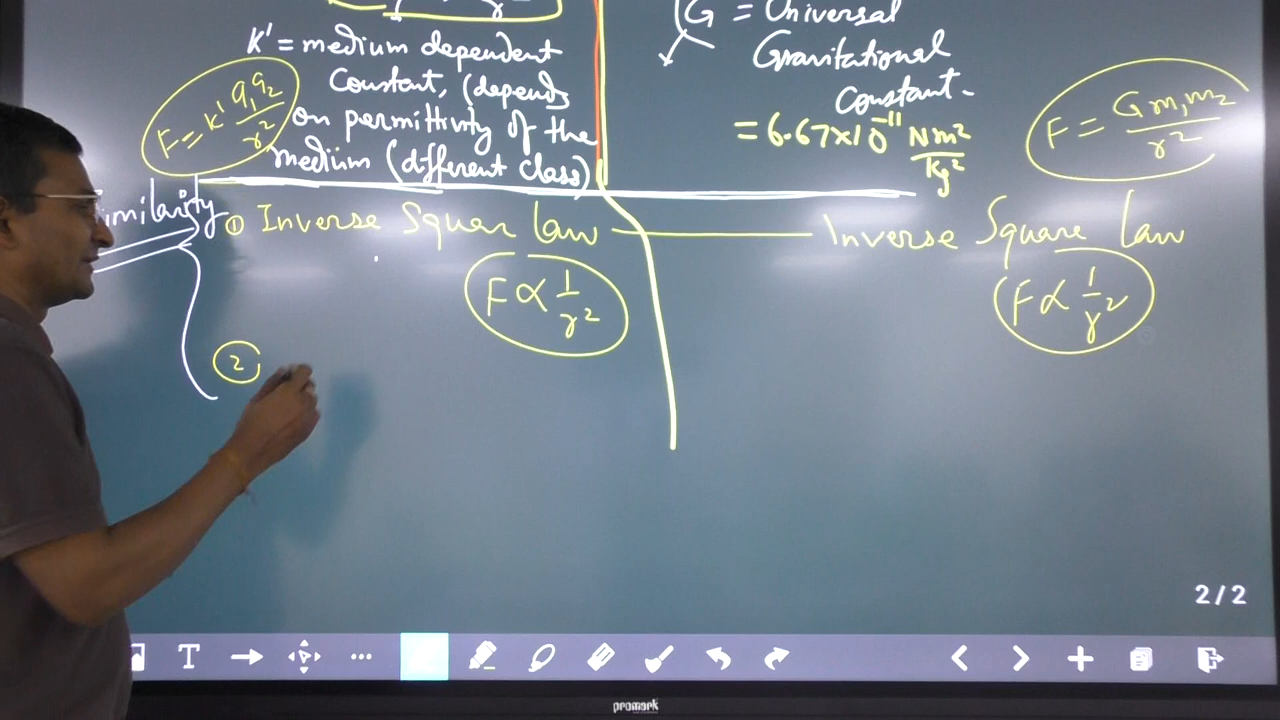 K' = medium dependent
constant, (depends
on permittivity of the
medium (different class)
F = K' q1q2/r²
G = Universal
Gravitational
constant.
= 6.67×10⁻¹¹ Nm²/kg²
F = Gm₁m₂/r²
imilarity
① Inverse Squar Law
F ∝ 1/r²
Inverse Square Law
F ∝ 1/r²
②
2/2
T
promark